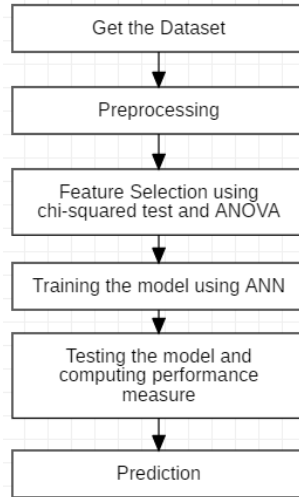 Get the Dataset
Preprocessing
Feature Selection using
chi-squared test and ANOVA
Training the model using ANN
Testing the model and
computing performance
measure
Prediction